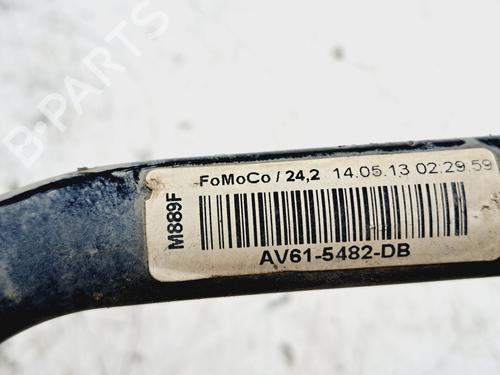 B-PARTS
M889F
FoMoCo / 24,2 14.05.13 02:29:59
AV61-5482-DB